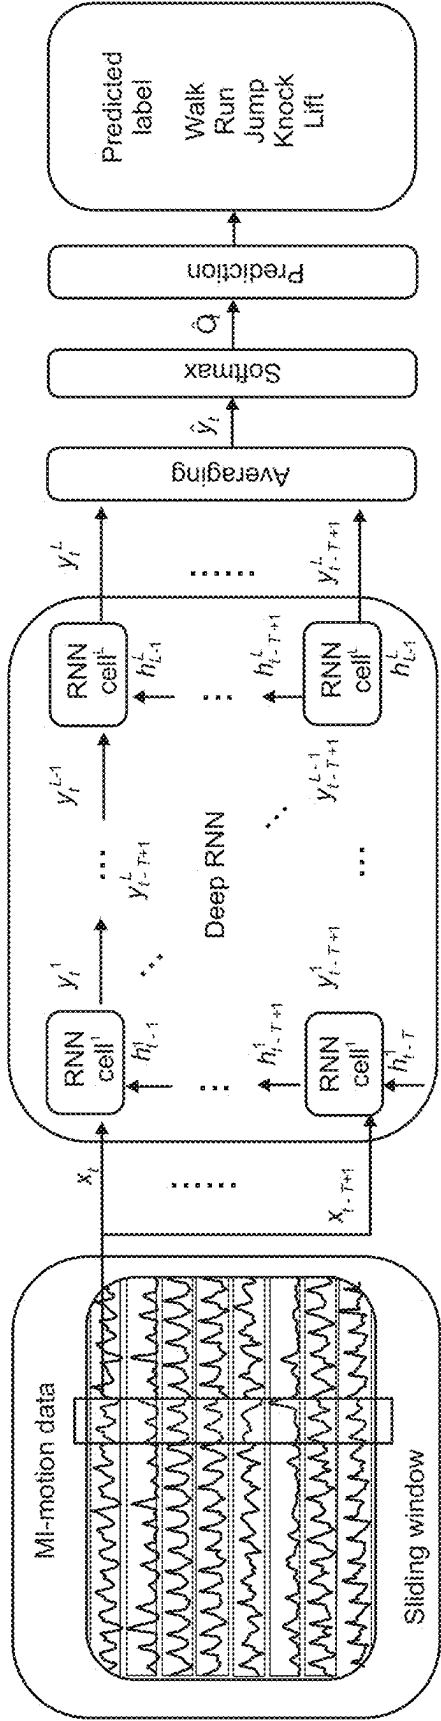 MI-motion data
Sliding window
x_t
......
x_{t-T+1}
RNN
cell^1
h^1_{t-1}
...
h^1_{t-T+1}
RNN
cell^1
h^1_{t-T}
y^1_t
...
y^1_{t-T+1}
...
y^L_{t-T+1}
Deep RNN
...
...
y^{L-1}_t
y^{L-1}_{t-T+1}
RNN
cell^L
h^L_{L-1}
...
h^L_{t-T+1}
RNN
cell^L
h^L_{L-1}
y^L_t
......
y^L_{t-T+1}
Averaging
ŷ_t
Softmax
Prediction
Predicted
label
Walk
Run
Jump
Knock
Lift